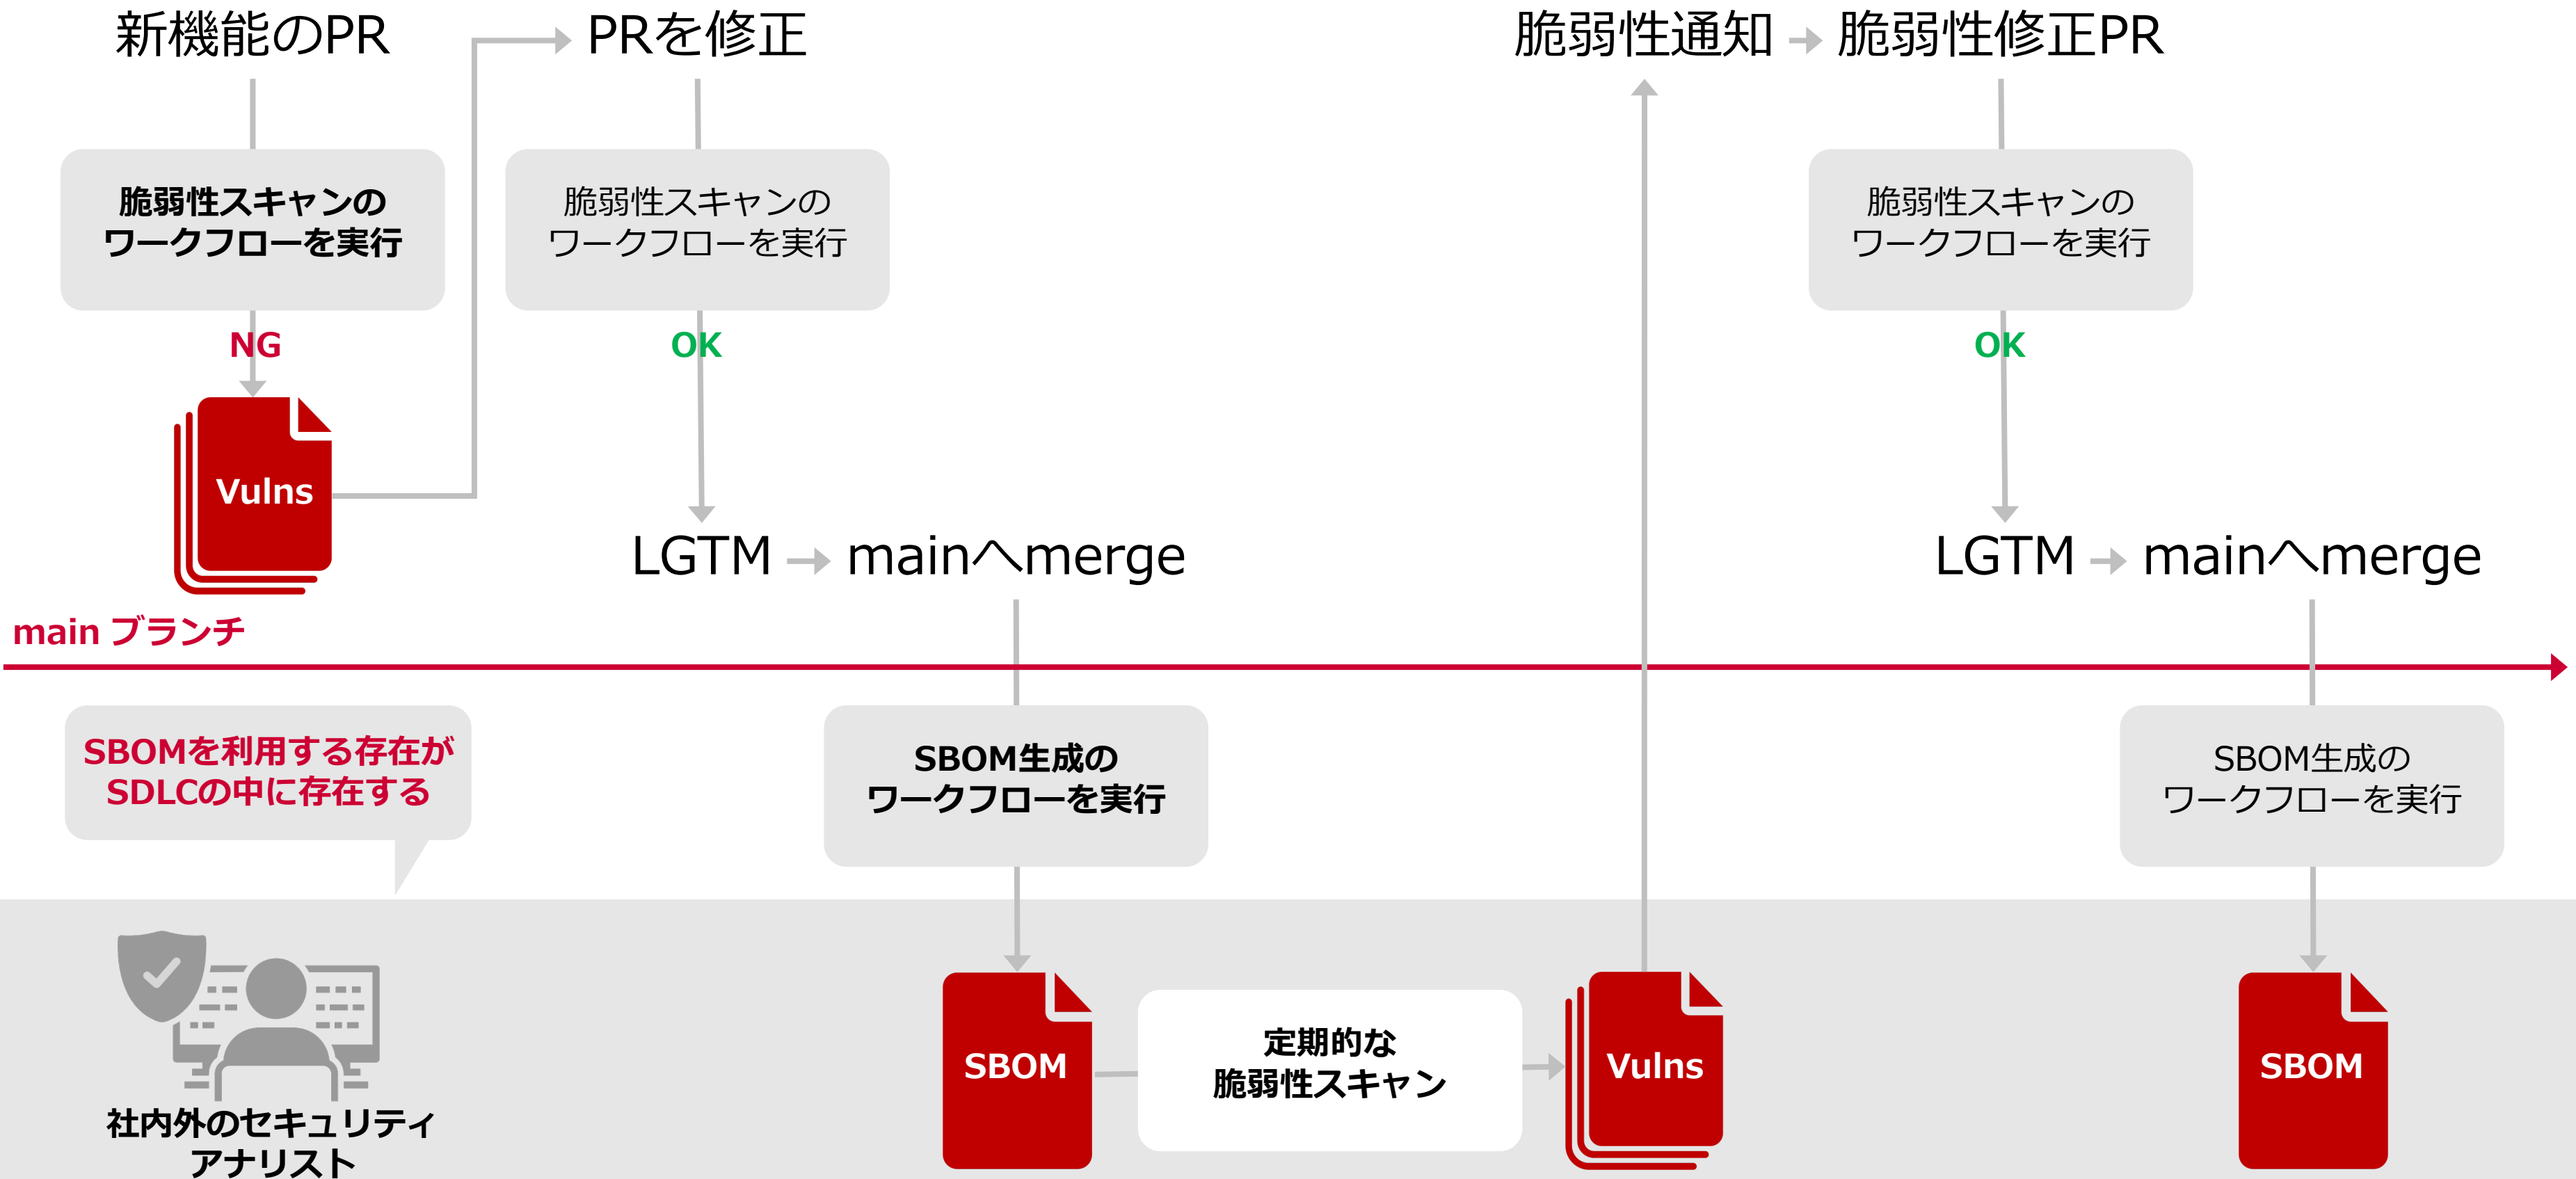 新機能のPR
PRを修正
脆弱性通知
脆弱性修正PR
脆弱性スキャンの
ワークフローを実行
脆弱性スキャンの
ワークフローを実行
脆弱性スキャンの
ワークフローを実行
NG
OK
OK
Vulns
LGTM
mainへmerge
LGTM
mainへmerge
main ブランチ
SBOMを利用する存在が
SDLCの中に存在する
SBOM生成の
ワークフローを実行
SBOM生成の
ワークフローを実行
社内外のセキュリティ
アナリスト
SBOM
定期的な
脆弱性スキャン
Vulns
SBOM